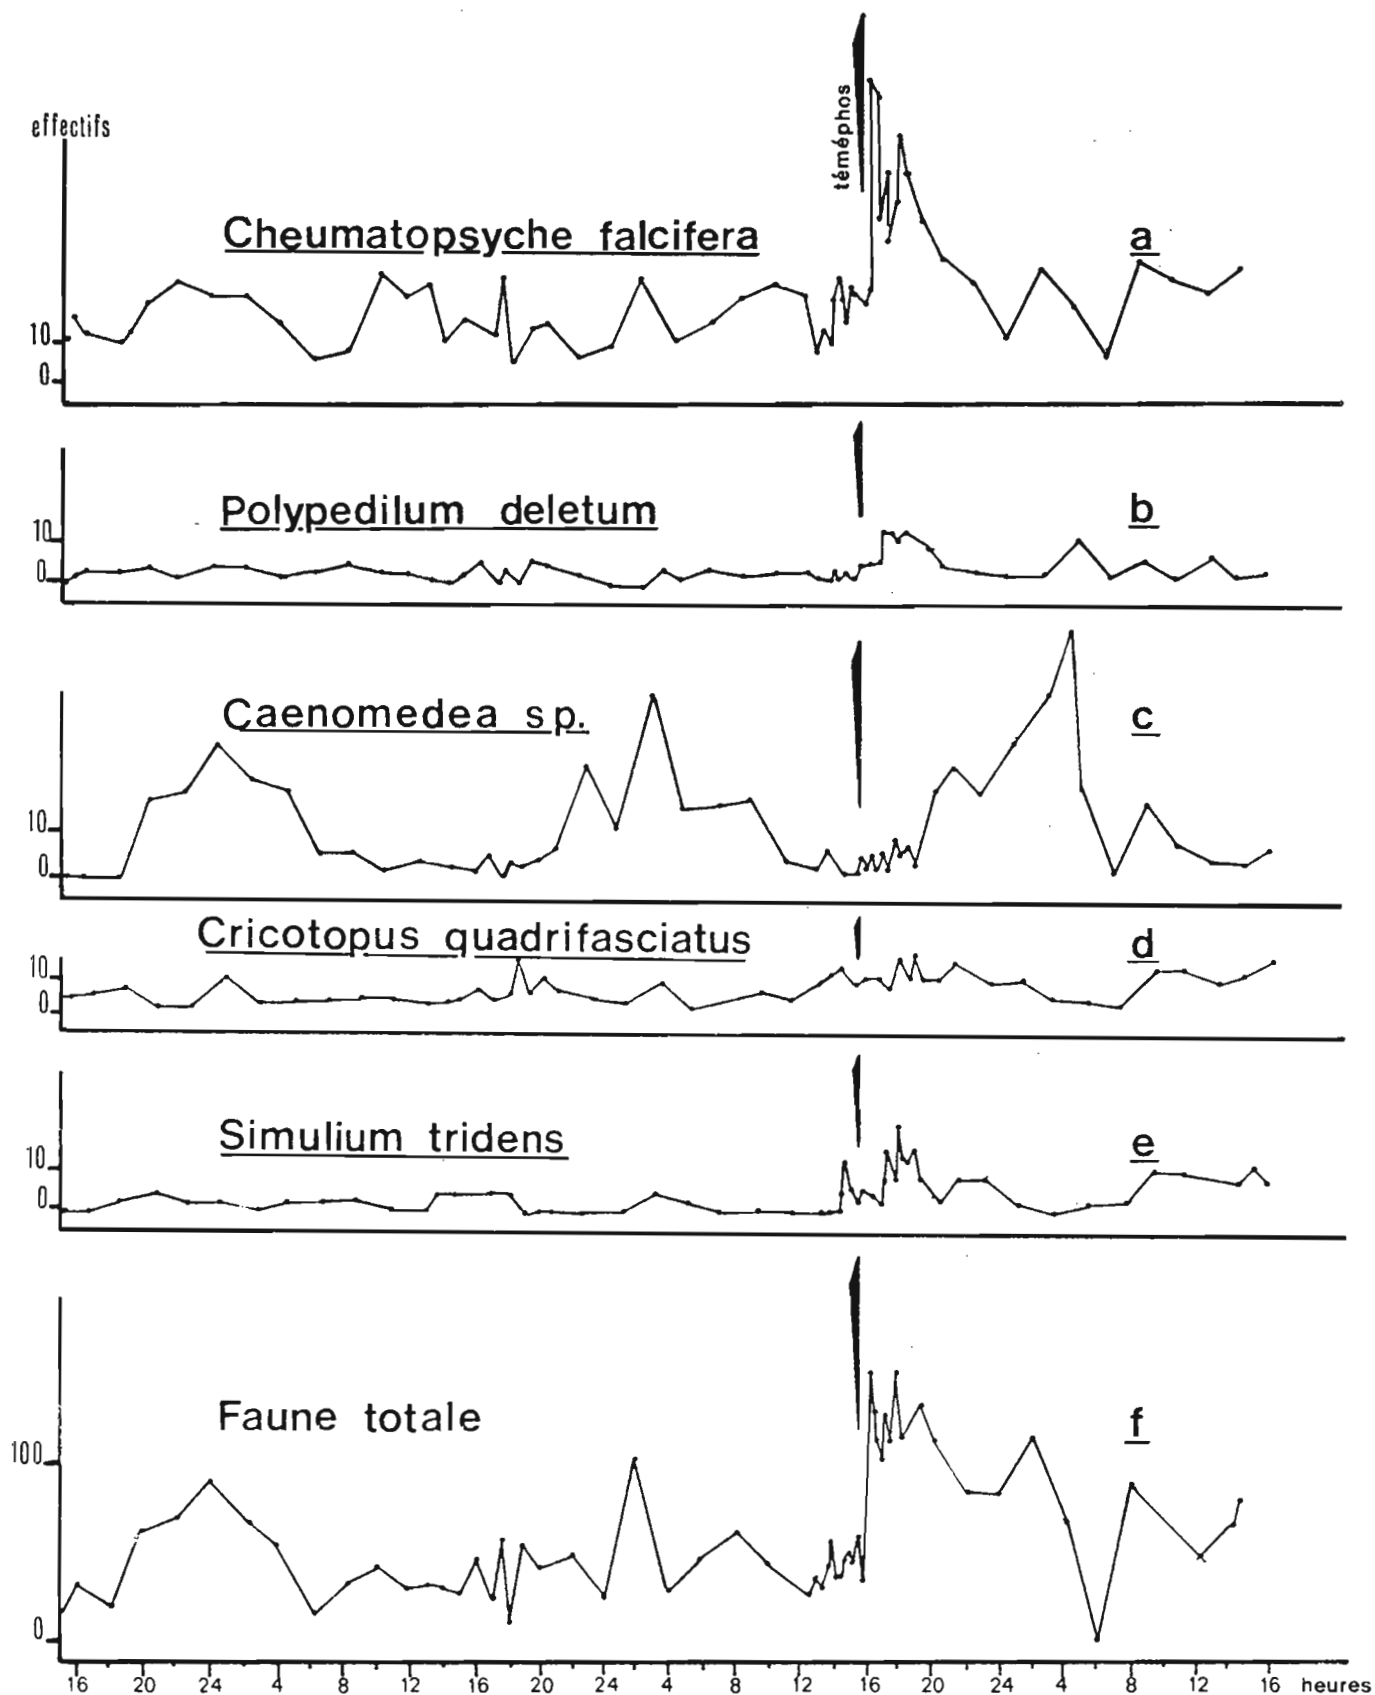 effectifs
téméphos
Cheumatopsyche falcifera
a
10
0
Polypedilum deletum
b
10
0
Caenomedea sp.
c
10
0
Cricotopus quadrifasciatus
d
10
0
Simulium tridens
e
10
0
Faune totale
f
100
0
16 20 24 4 8 12 16 20 24 4 8 12 16 20 24 4 8 12 16 heures